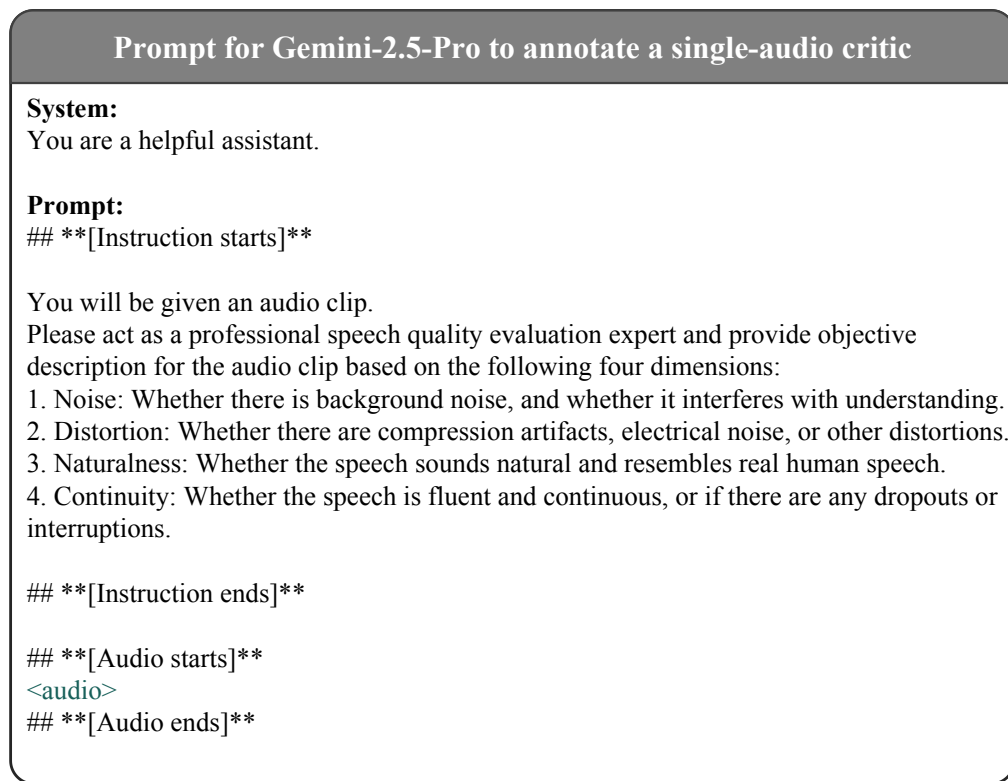 Prompt for Gemini-2.5-Pro to annotate a single-audio critic
System:
You are a helpful assistant.
Prompt:
## **[Instruction starts]**
You will be given an audio clip.
Please act as a professional speech quality evaluation expert and provide objective
description for the audio clip based on the following four dimensions:
1. Noise: Whether there is background noise, and whether it interferes with understanding.
2. Distortion: Whether there are compression artifacts, electrical noise, or other distortions.
3. Naturalness: Whether the speech sounds natural and resembles real human speech.
4. Continuity: Whether the speech is fluent and continuous, or if there are any dropouts or
interruptions.
## **[Instruction ends]**
## **[Audio starts]**
<audio>
## **[Audio ends]**